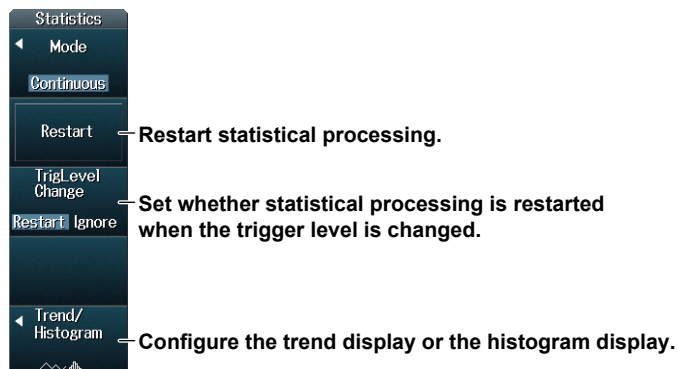 Statistics
Mode
Continuous
Restart
Restart statistical processing.
TrigLevel
Change
Restart Ignore
Set whether statistical processing is restarted
when the trigger level is changed.
Trend/
Histogram
Configure the trend display or the histogram display.